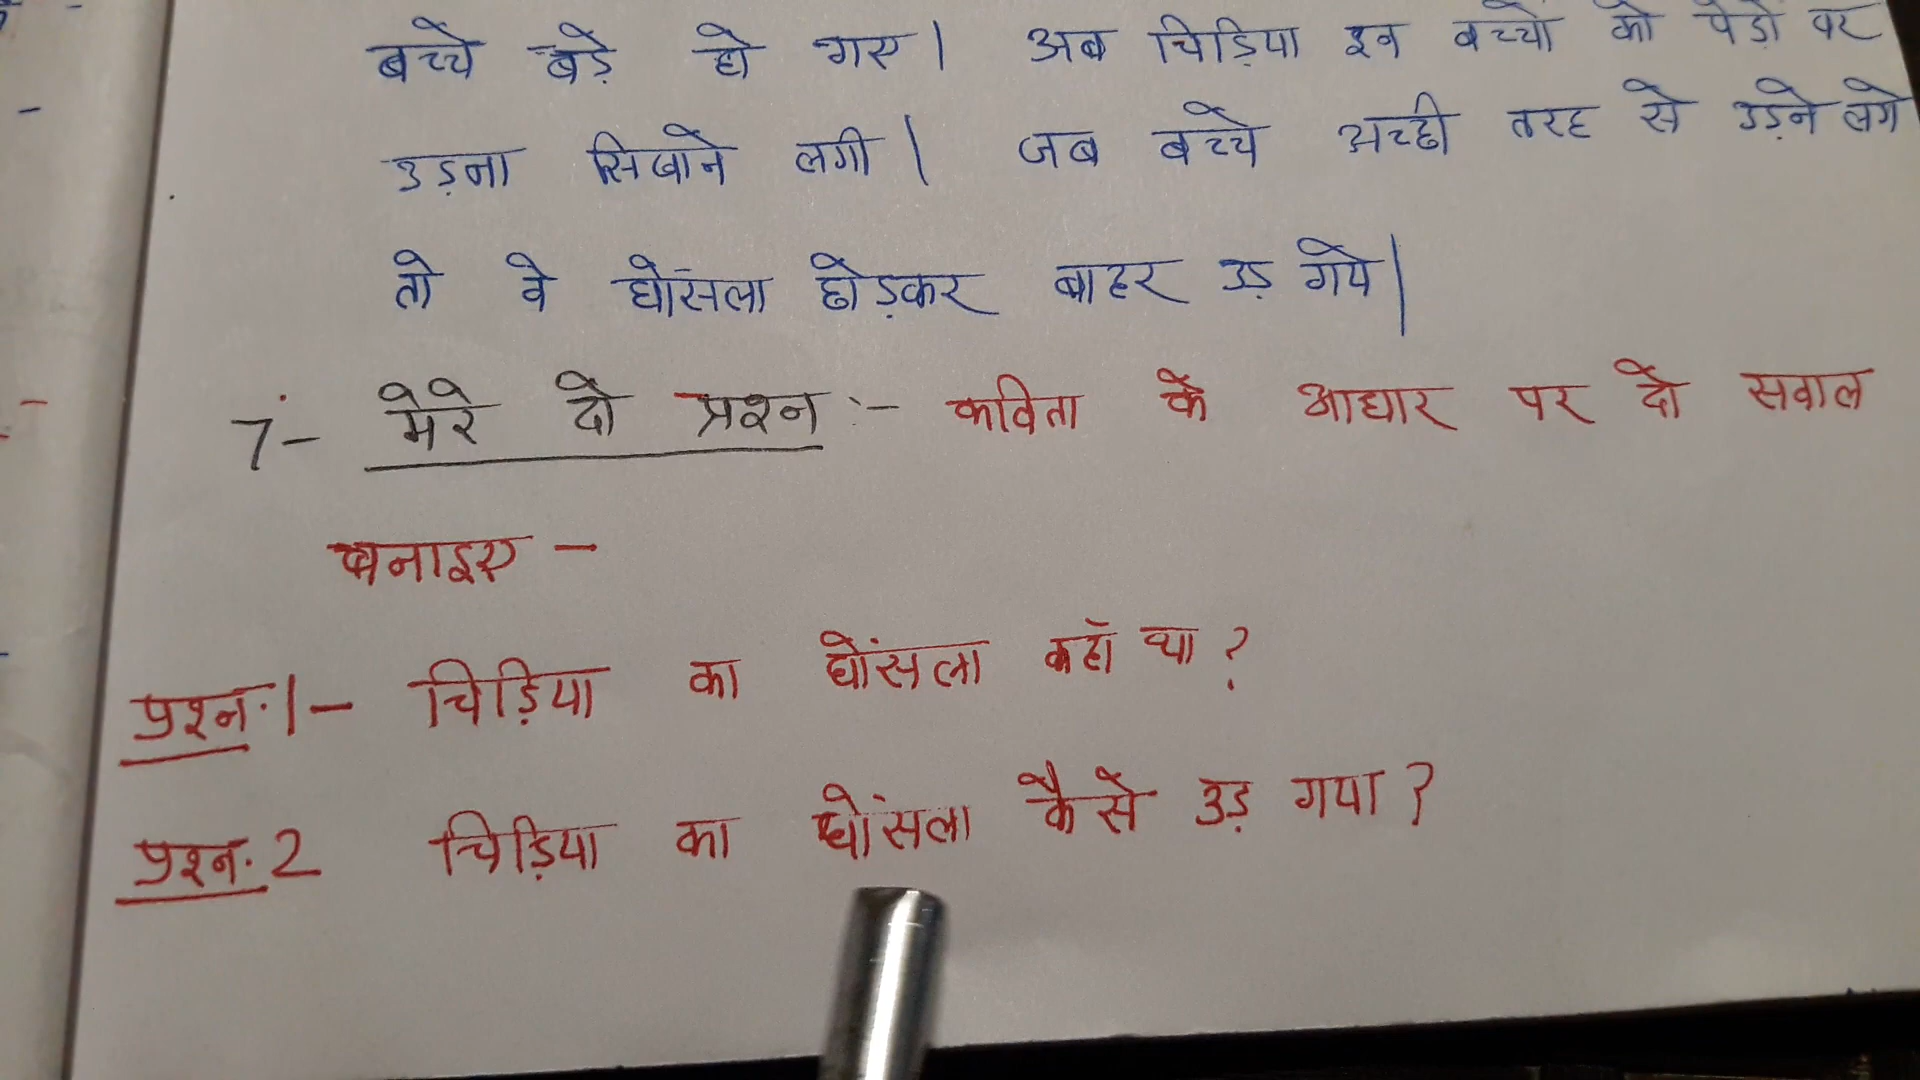 बच्चे बड़े हो गए। अब चिड़िया इन बच्चों को पेड़ों पर
उड़ना सिखाने लगी। जब बच्चे अच्छी तरह से उड़ने लगे
तो वे घोंसला छोड़कर बाहर उड़ गये।
7:- मेरे दो प्रश्न :- कविता के आधार पर दो सवाल
बनाइए -
प्रश्न.1- चिड़िया का घोंसला कहाँ था?
प्रश्न.2 चिड़िया का घोंसला कैसे उड़ गया?